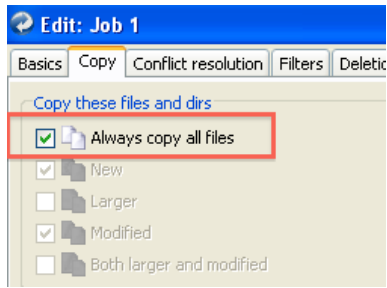 Edit: Job 1
Basics Copy Conflict resolution Filters Deletio
Copy these files and dirs
Always copy all files
New
Larger
Modified
Both larger and modified